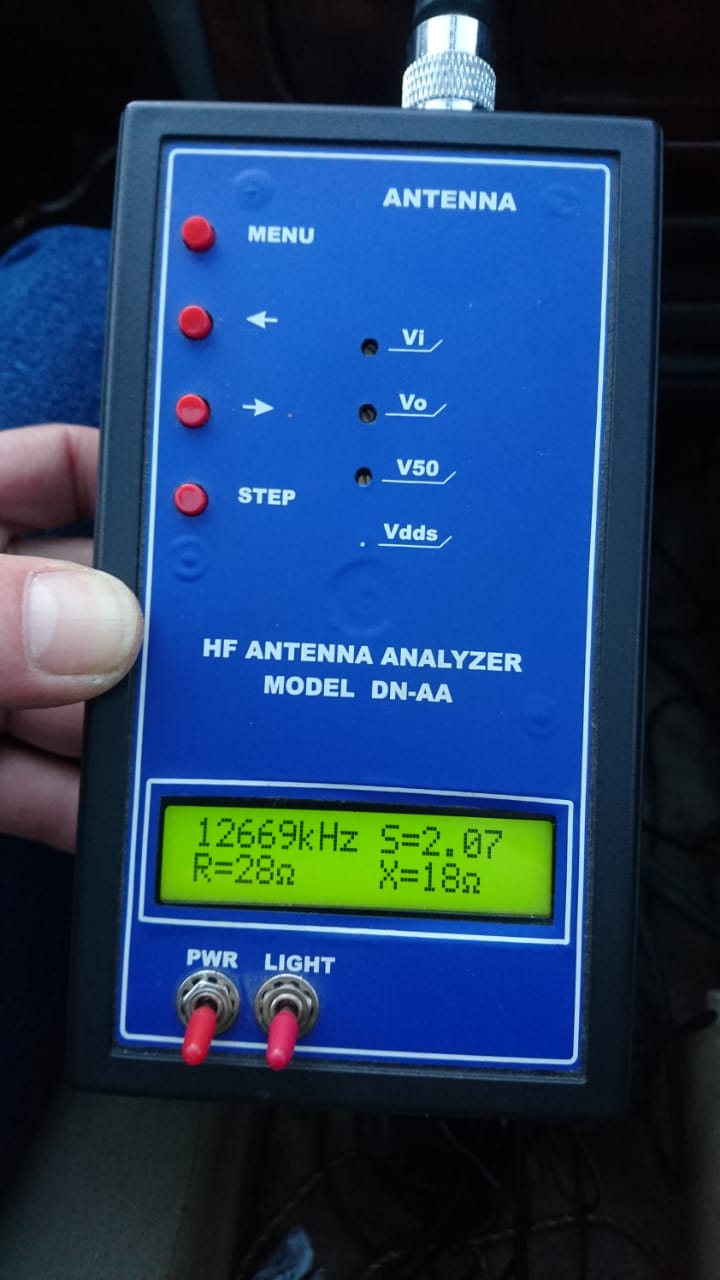 ANTENNA
MENU
←
Vi
→
Vo
V50
STEP
Vdds
HF ANTENNA ANALYZER
MODEL DN-AA
12669kHz S=2.07
R=28Ω X=18Ω
PWR LIGHT